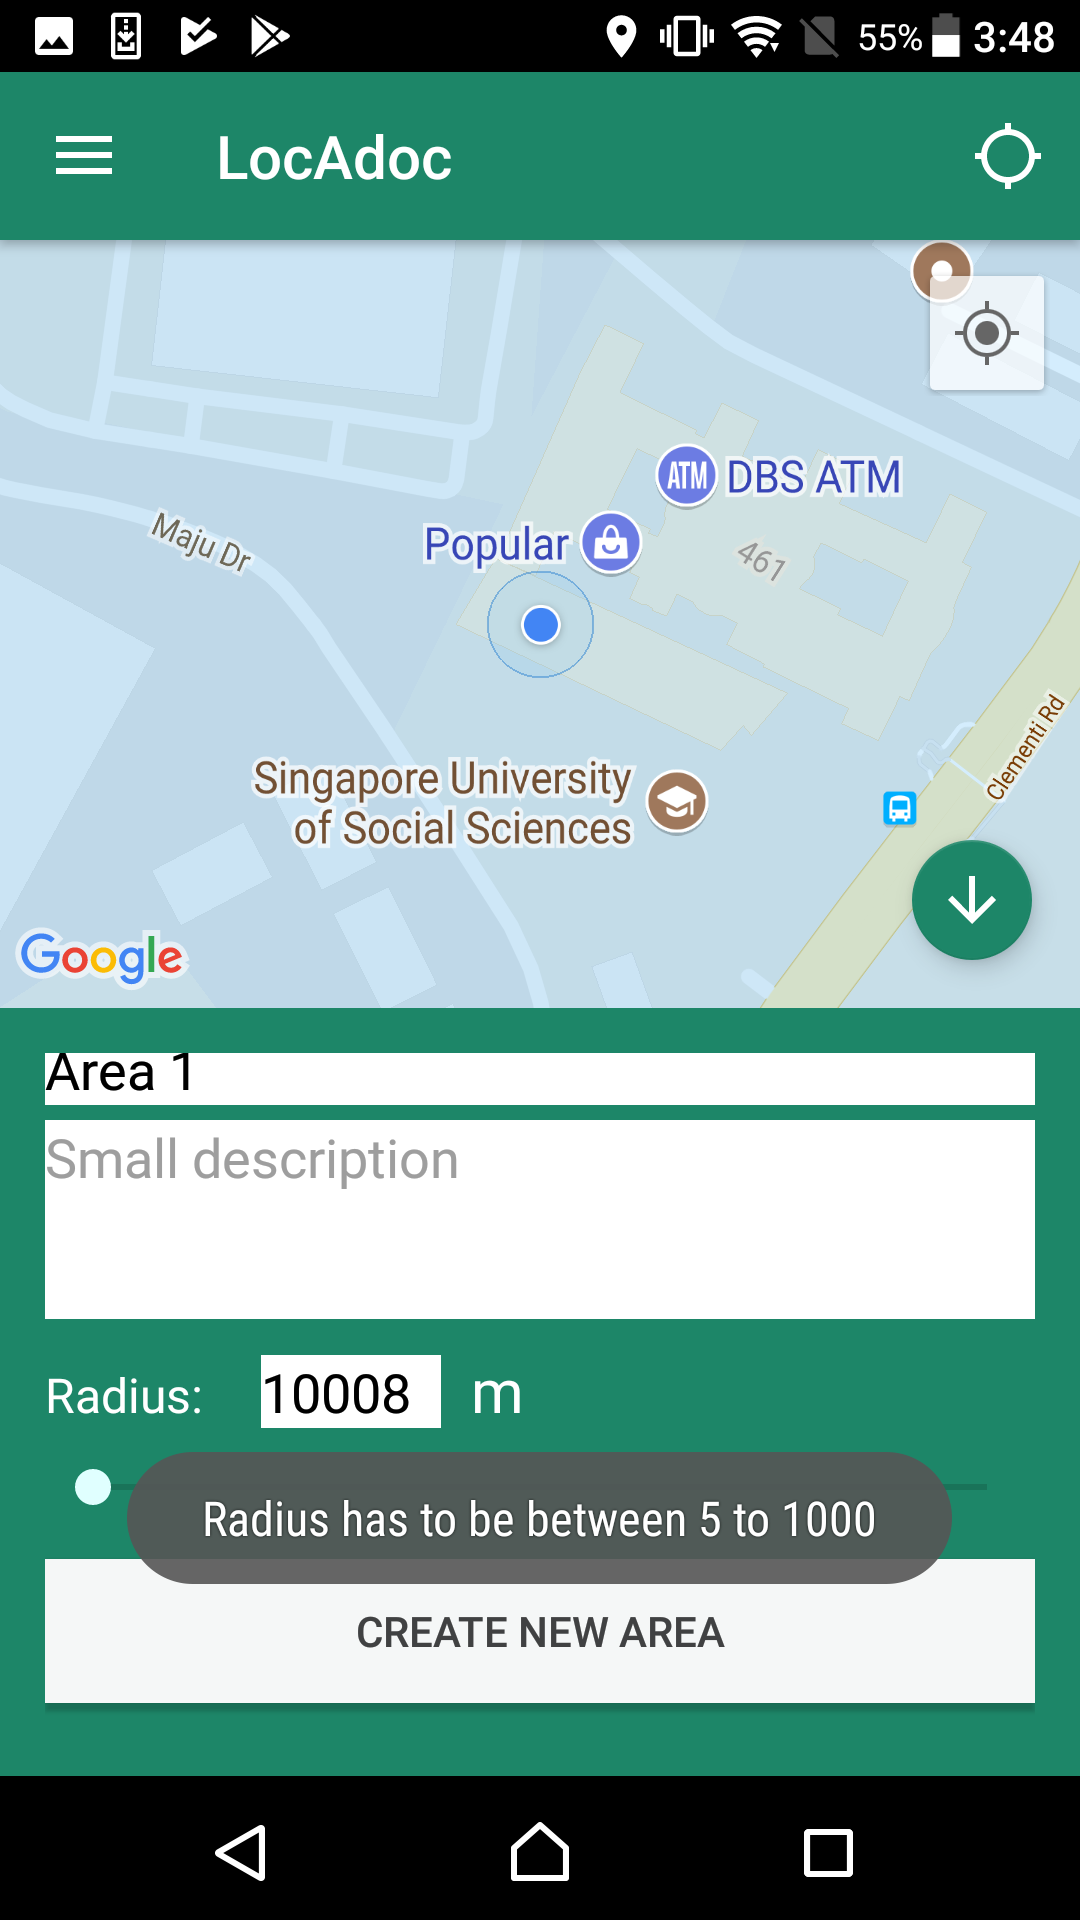 55% 3:48
LocAdoc
ATM DBS ATM
Popular
Maju Dr
461
Clementi Rd
Singapore University
of Social Sciences
Google
Area 1
Small description
Radius: 10008 m
Radius has to be between 5 to 1000
CREATE NEW AREA